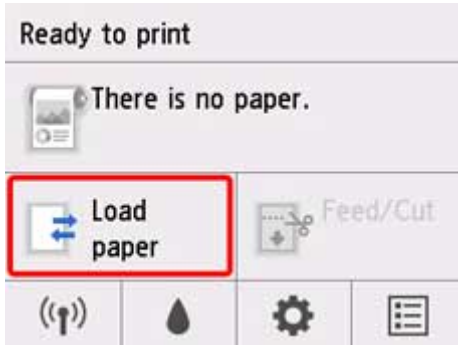 Ready to print
There is no paper.
Load
paper
Feed/Cut